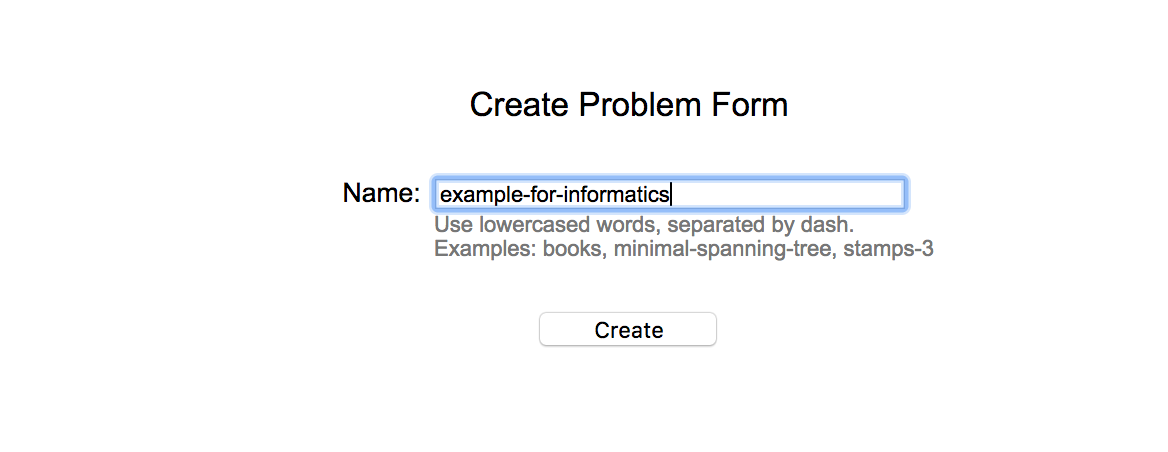 Create Problem Form
Name: example-for-informatics
Use lowercased words, separated by dash.
Examples: books, minimal-spanning-tree, stamps-3
Create